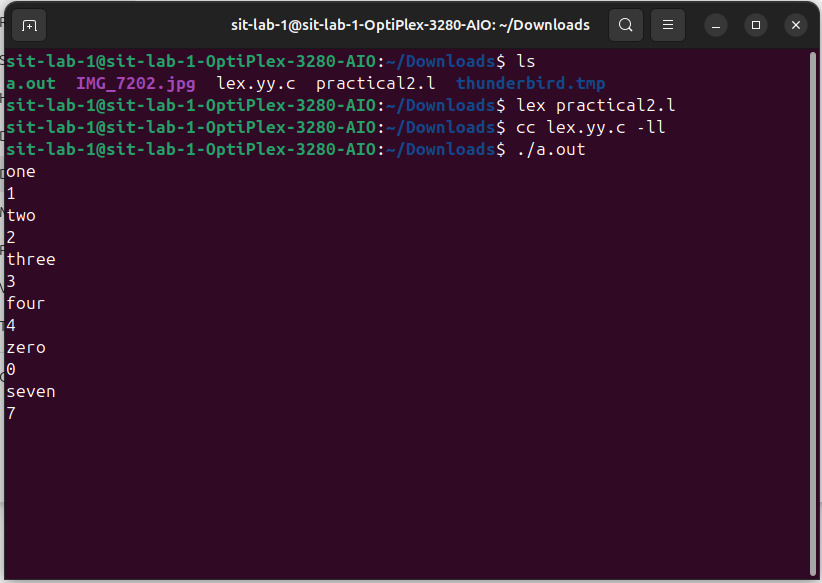 sit-lab-1@sit-lab-1-OptiPlex-3280-AIO: ~/Downloads
sit-lab-1@sit-lab-1-OptiPlex-3280-AIO:~/Downloads$ ls
a.out  IMG_7202.jpg  lex.yy.c  practical2.l  thunderbird.tmp
sit-lab-1@sit-lab-1-OptiPlex-3280-AIO:~/Downloads$ lex practical2.l
sit-lab-1@sit-lab-1-OptiPlex-3280-AIO:~/Downloads$ cc lex.yy.c -ll
sit-lab-1@sit-lab-1-OptiPlex-3280-AIO:~/Downloads$ ./a.out
one
1
two
2
three
3
four
4
zero
0
seven
7